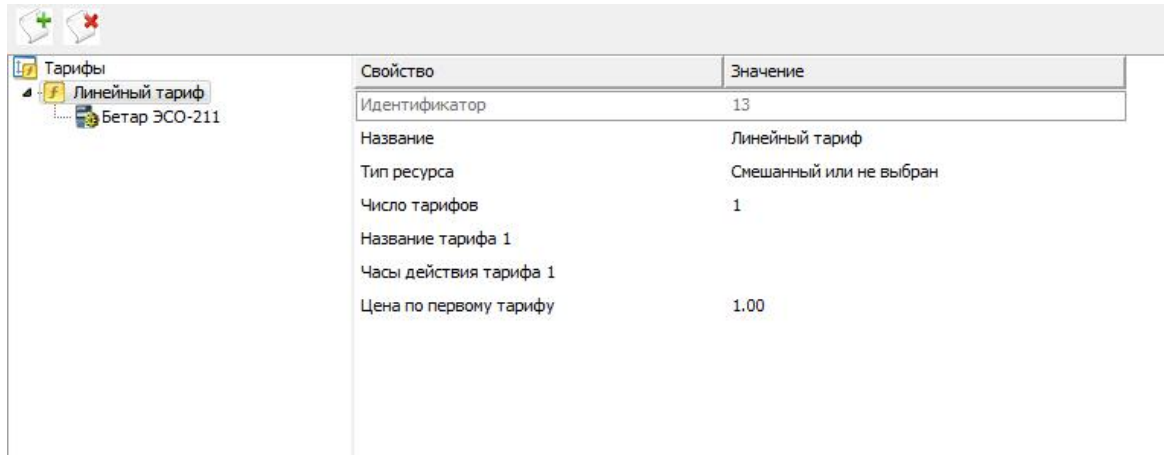 Тарифы
Линейный тариф
Бетар ЭСО-211
Свойство Значение
Идентификатор 13
Название Линейный тариф
Тип ресурса Смешанный или не выбран
Число тарифов 1
Название тарифа 1
Часы действия тарифа 1
Цена по первому тарифу 1.00